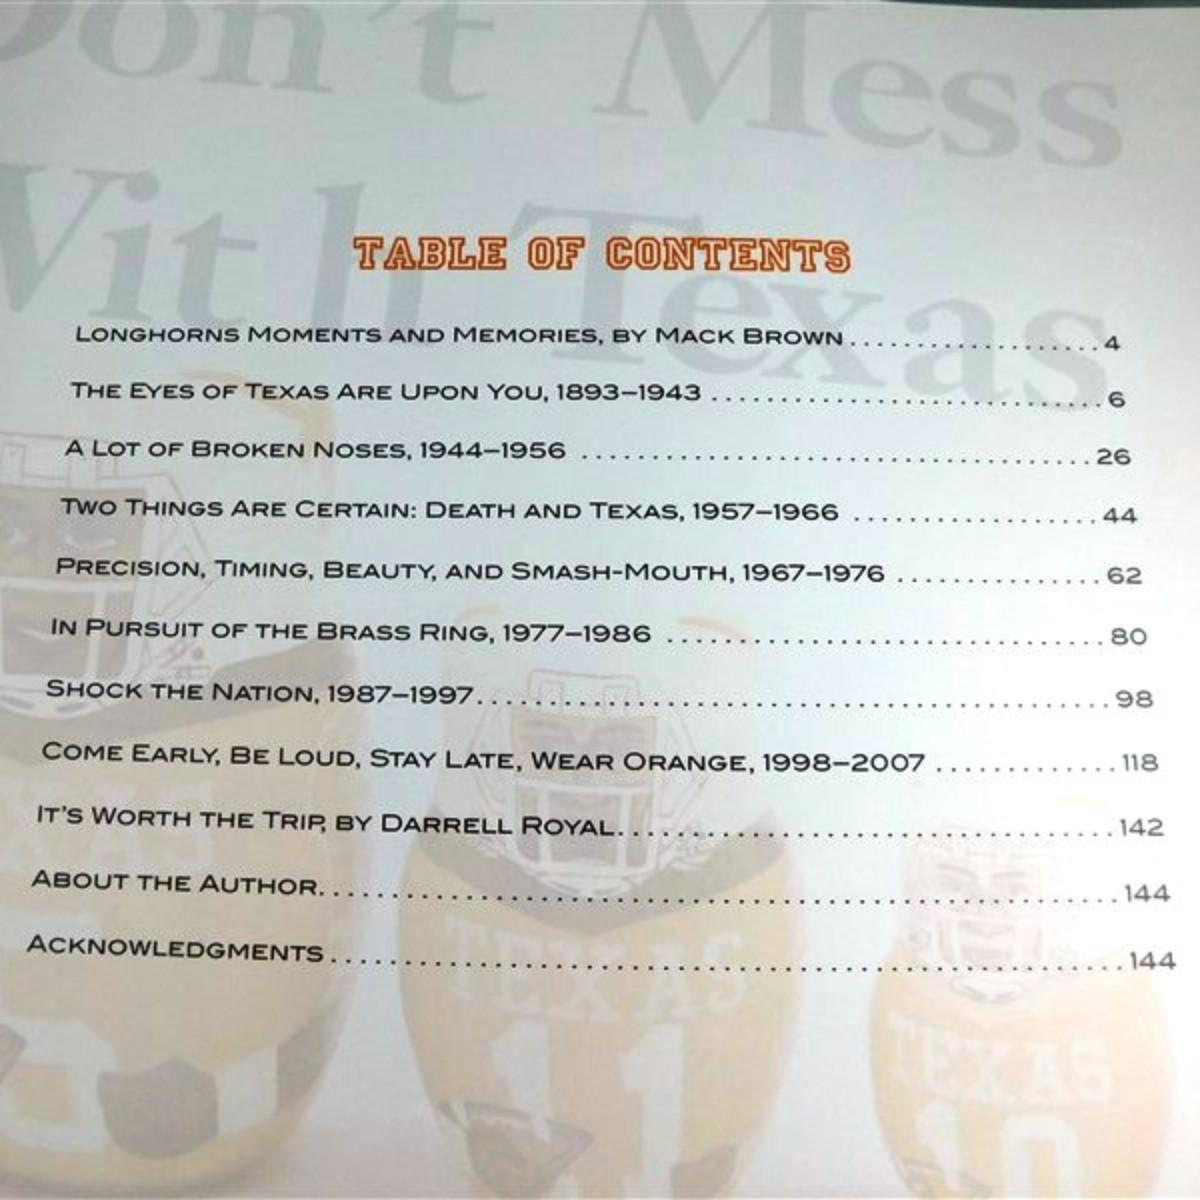 Don't Mess
With Texas
TABLE OF CONTENTS
LONGHORNS MOMENTS AND MEMORIES, BY MACK BROWN....................4
THE EYES OF TEXAS ARE UPON YOU, 1893–1943 .............................6
A LOT OF BROKEN NOSES, 1944–1956 ......................................26
TWO THINGS ARE CERTAIN: DEATH AND TEXAS, 1957–1966 ..................44
PRECISION, TIMING, BEAUTY, AND SMASH-MOUTH, 1967–1976 ...............62
IN PURSUIT OF THE BRASS RING, 1977–1986 ................................80
SHOCK THE NATION, 1987–1997..............................................98
COME EARLY, BE LOUD, STAY LATE, WEAR ORANGE, 1998–2007 .............118
IT'S WORTH THE TRIP, BY DARRELL ROYAL....................................142
ABOUT THE AUTHOR..........................................................144
ACKNOWLEDGMENTS..........................................................144
TEXAS
11
TEXAS
10